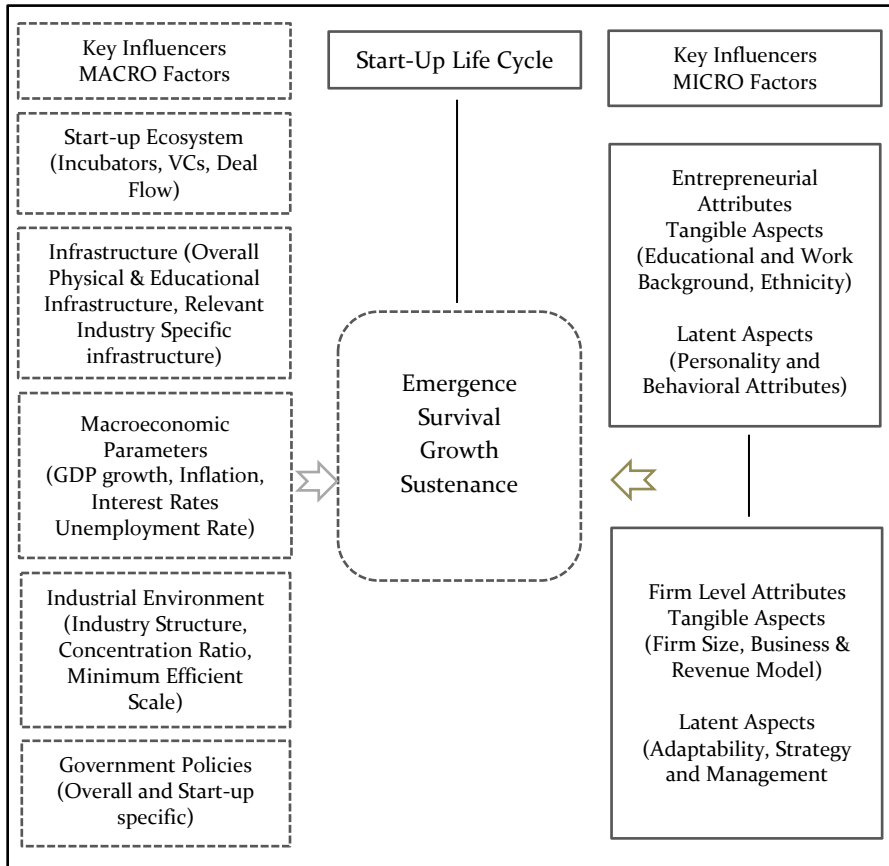 Key Influencers
MACRO Factors
Start-up Ecosystem
(Incubators, VCs, Deal
Flow)
Infrastructure (Overall
Physical & Educational
Infrastructure, Relevant
Industry Specific
infrastructure)
Macroeconomic
Parameters
(GDP growth, Inflation,
Interest Rates
Unemployment Rate)
Industrial Environment
(Industry Structure,
Concentration Ratio,
Minimum Efficient
Scale)
Government Policies
(Overall and Start-up
specific)
Start-Up Life Cycle
Emergence
Survival
Growth
Sustenance
Key Influencers
MICRO Factors
Entrepreneurial
Attributes
Tangible Aspects
(Educational and Work
Background, Ethnicity)
Latent Aspects
(Personality and
Behavioral Attributes)
Firm Level Attributes
Tangible Aspects
(Firm Size, Business &
Revenue Model)
Latent Aspects
(Adaptability, Strategy
and Management